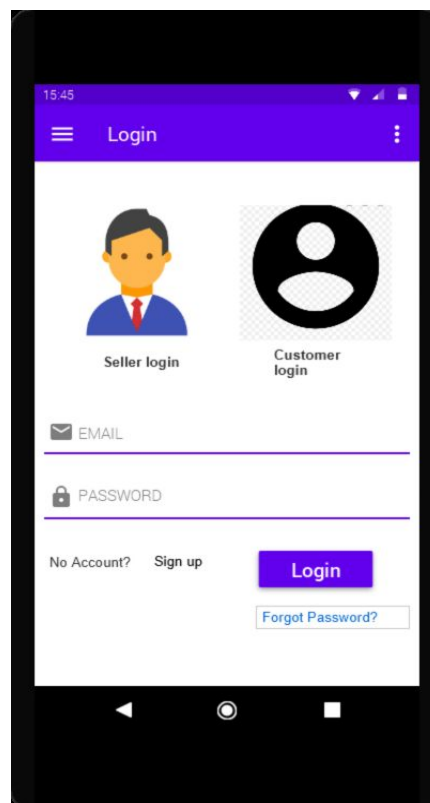 15:45
Login
Seller login
Customer
login
EMAIL
PASSWORD
No Account? Sign up
Login
Forgot Password?